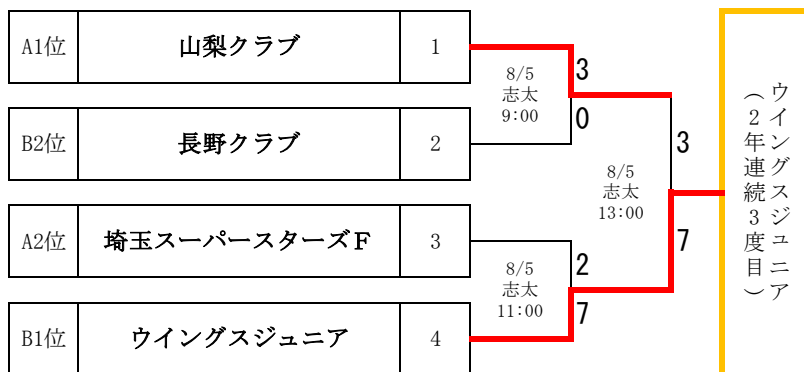 A1位 山梨クラブ 1
8/5
志太
9:00
3
0
B2位 長野クラブ 2
8/5
志太
13:00
3
7
A2位 埼玉スーパースターズF 3
8/5
志太
11:00
2
7
B1位 ウイングスジュニア 4
ウイングスジュニア
（2年連続3度目）